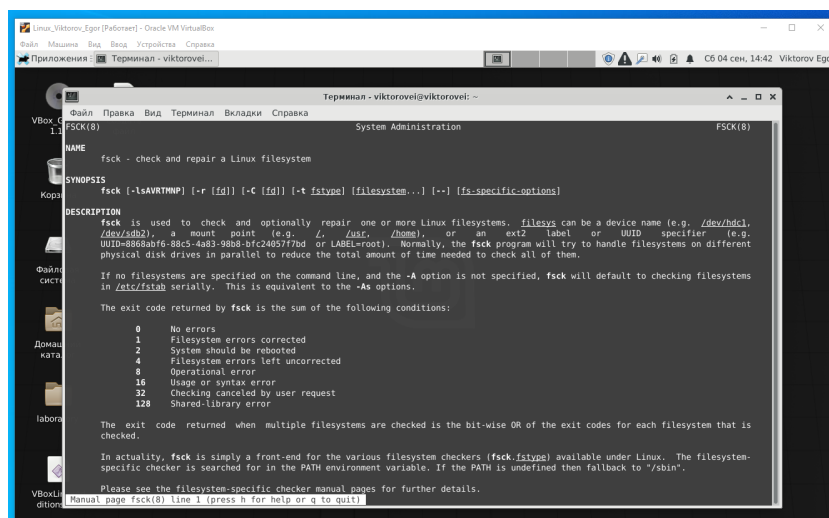 Linux_Viktorov_Egor [Работает] - Oracle VM VirtualBox
Файл Машина Вид Ввод Устройства Справка
Приложения Терминал - viktorovei... Сб 04 сен, 14:42 Viktorov Ego
Терминал - viktorovei@viktorovei: ~
Файл Правка Вид Терминал Вкладки Справка
FSCK(8) System Administration FSCK(8)
NAME
fsck - check and repair a Linux filesystem
SYNOPSIS
fsck [-lsAVRTMNP] [-r [fd]] [-C [fd]] [-t fstype] [filesystem...] [--] [fs-specific-options]
DESCRIPTION
fsck is used to check and optionally repair one or more Linux filesystems. filesys can be a device name (e.g. /dev/hdc1,
/dev/sdb2), a mount point (e.g. /, /usr, /home), or an ext2 label or UUID specifier (e.g.
UUID=8868abf6-88c5-4a83-98b8-bfc24057f7bd or LABEL=root). Normally, the fsck program will try to handle filesystems on different
physical disk drives in parallel to reduce the total amount of time needed to check all of them.
If no filesystems are specified on the command line, and the -A option is not specified, fsck will default to checking filesystems
in /etc/fstab serially. This is equivalent to the -As options.
The exit code returned by fsck is the sum of the following conditions:
0 No errors
1 Filesystem errors corrected
2 System should be rebooted
4 Filesystem errors left uncorrected
8 Operational error
16 Usage or syntax error
32 Checking canceled by user request
128 Shared-library error
The exit code returned when multiple filesystems are checked is the bit-wise OR of the exit codes for each filesystem that is
checked.
In actuality, fsck is simply a front-end for the various filesystem checkers (fsck.fstype) available under Linux. The filesystem-
specific checker is searched for in the PATH environment variable. If the PATH is undefined then fallback to "/sbin".
Please see the filesystem-specific checker manual pages for further details.
Manual page fsck(8) line 1 (press h for help or q to quit)
VBox_G
1.1
Корзи
Файло
систе
Домаш
ката
labora
VBoxLin
ditions